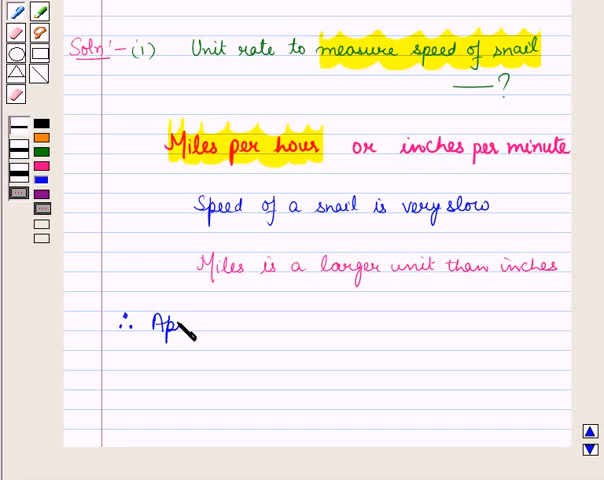 Soln:- (i) Unit rate to measure speed of snail
?
Miles per hour or inches per minute
Speed of a snail is very slow
Miles is a larger unit than inches
∴ Ap